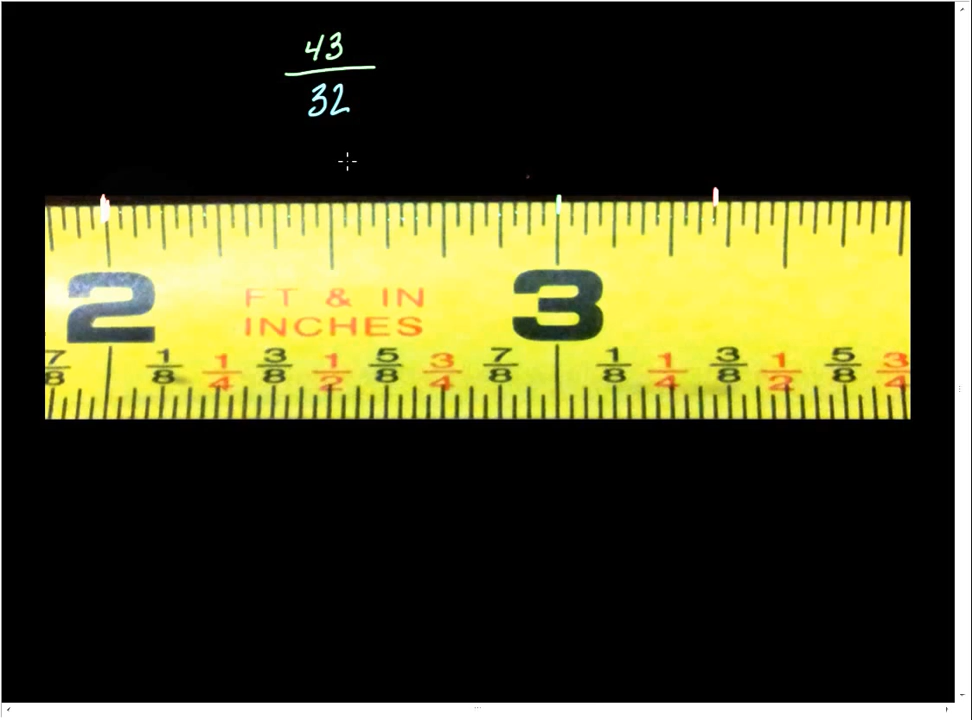 43
32
2 FT & IN 3
INCHES
7/8 1/8 1/4 3/8 1/2 5/8 3/4 7/8 1/8 1/4 3/8 1/2 5/8 3/4